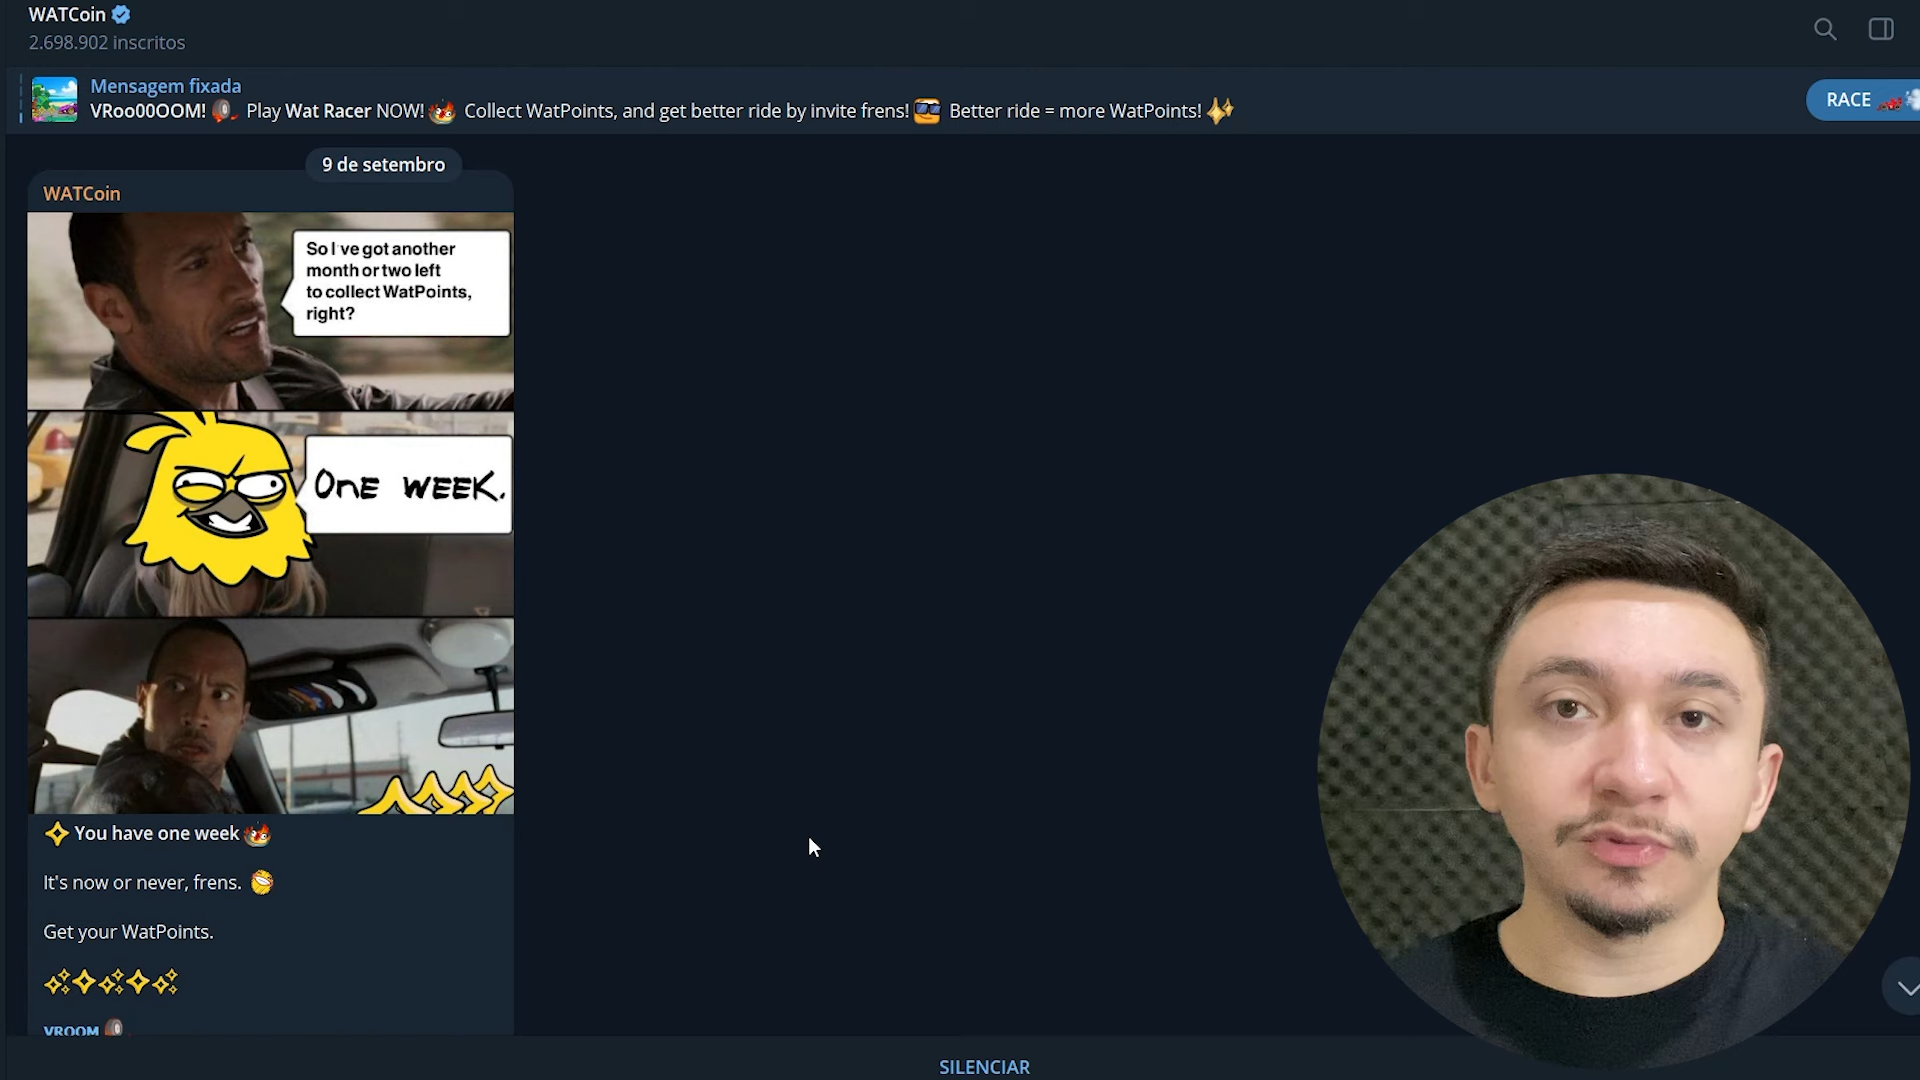 WATCoin
2.698.902 inscritos
Mensagem fixada
VRoo00OOM! Play Wat Racer NOW! Collect WatPoints, and get better ride by invite frens! Better ride = more WatPoints!
RACE
9 de setembro
WATCoin
So I've got another
month or two left
to collect WatPoints,
right?
ONE WEEK.
You have one week
It's now or never, frens.
Get your WatPoints.
VROOM
SILENCIAR